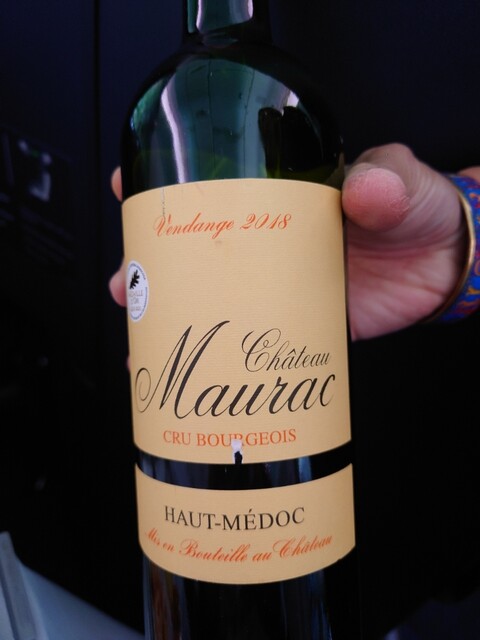 Vendange 2018
Château
Maurac
CRU BOURGEOIS
HAUT-MÉDOC
Mis en Bouteille au Château